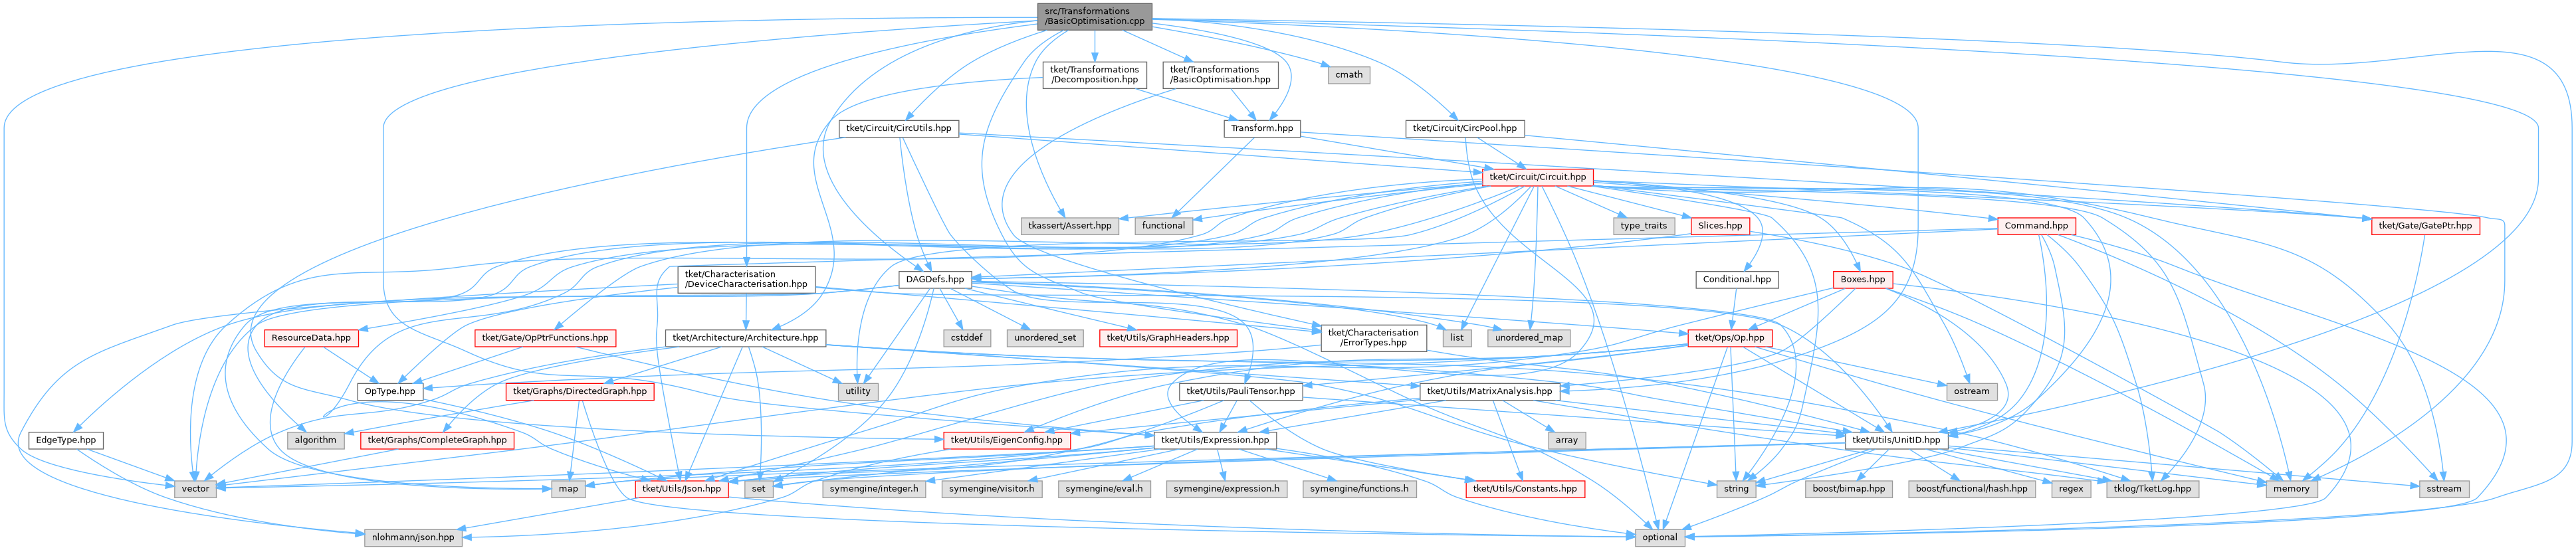 src/Transformations
/BasicOptimisation.cpp
tket/Transformations
/Decomposition.hpp
tket/Transformations
/BasicOptimisation.hpp
cmath
tket/Circuit/CircUtils.hpp
Transform.hpp
tket/Circuit/CircPool.hpp
tket/Circuit/Circuit.hpp
tkassert/Assert.hpp
functional
type_traits
Slices.hpp
Command.hpp
tket/Gate/GatePtr.hpp
tket/Characterisation
/DeviceCharacterisation.hpp
DAGDefs.hpp
Conditional.hpp
Boxes.hpp
ResourceData.hpp
tket/Gate/OpPtrFunctions.hpp
tket/Architecture/Architecture.hpp
cstddef
unordered_set
tket/Utils/GraphHeaders.hpp
tket/Characterisation
/ErrorTypes.hpp
list
unordered_map
tket/Ops/Op.hpp
OpType.hpp
tket/Graphs/DirectedGraph.hpp
utility
tket/Utils/PauliTensor.hpp
tket/Utils/MatrixAnalysis.hpp
ostream
EdgeType.hpp
algorithm
tket/Graphs/CompleteGraph.hpp
tket/Utils/EigenConfig.hpp
tket/Utils/Expression.hpp
array
tket/Utils/UnitID.hpp
vector
map
tket/Utils/Json.hpp
set
symengine/integer.h
symengine/visitor.h
symengine/eval.h
symengine/expression.h
symengine/functions.h
tket/Utils/Constants.hpp
string
boost/bimap.hpp
boost/functional/hash.hpp
regex
tklog/TketLog.hpp
memory
sstream
nlohmann/json.hpp
optional